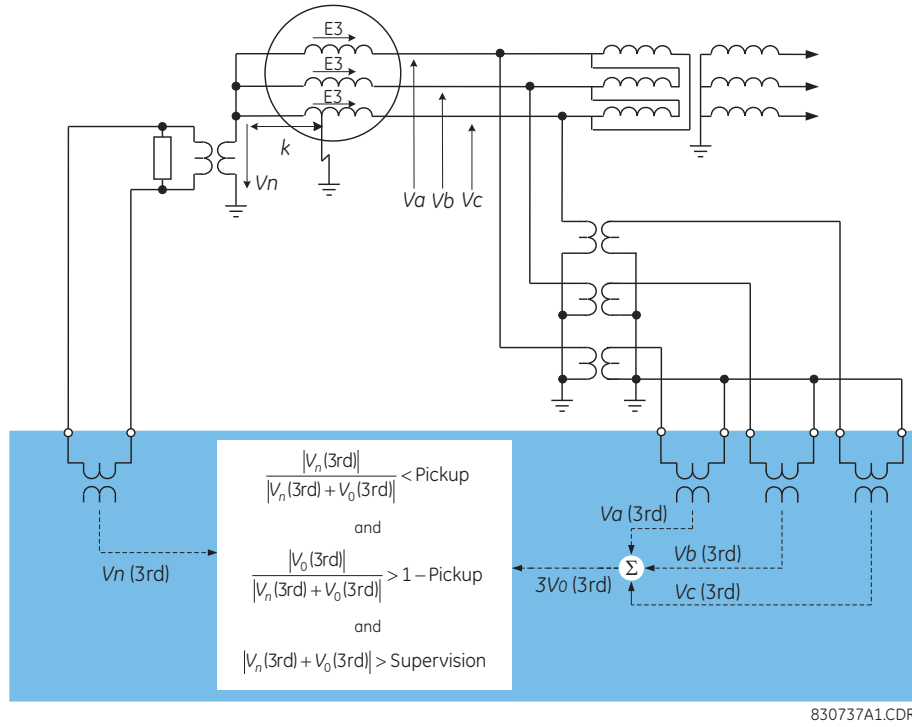 E3
E3
E3
k
Vn
Va Vb Vc
|Vn(3rd)|
|Vn(3rd) + V0(3rd)|
< Pickup
and
|V0(3rd)|
|Vn(3rd) + V0(3rd)|
> 1 – Pickup
and
|Vn(3rd) + V0(3rd)| > Supervision
Vn (3rd)
Va (3rd)
Vb (3rd)
Σ
3V0 (3rd)
Vc (3rd)
830737A1.CDR